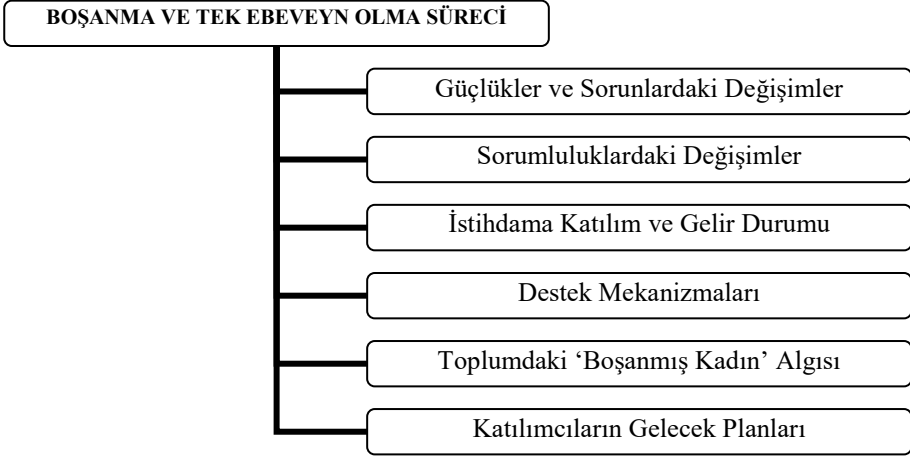 BOŞANMA VE TEK EBEVEYN OLMA SÜRECİ
Güçlükler ve Sorunlardaki Değişimler
Sorumluluklardaki Değişimler
İstihdama Katılım ve Gelir Durumu
Destek Mekanizmaları
Toplumdaki ‘Boşanmış Kadın’ Algısı
Katılımcıların Gelecek Planları